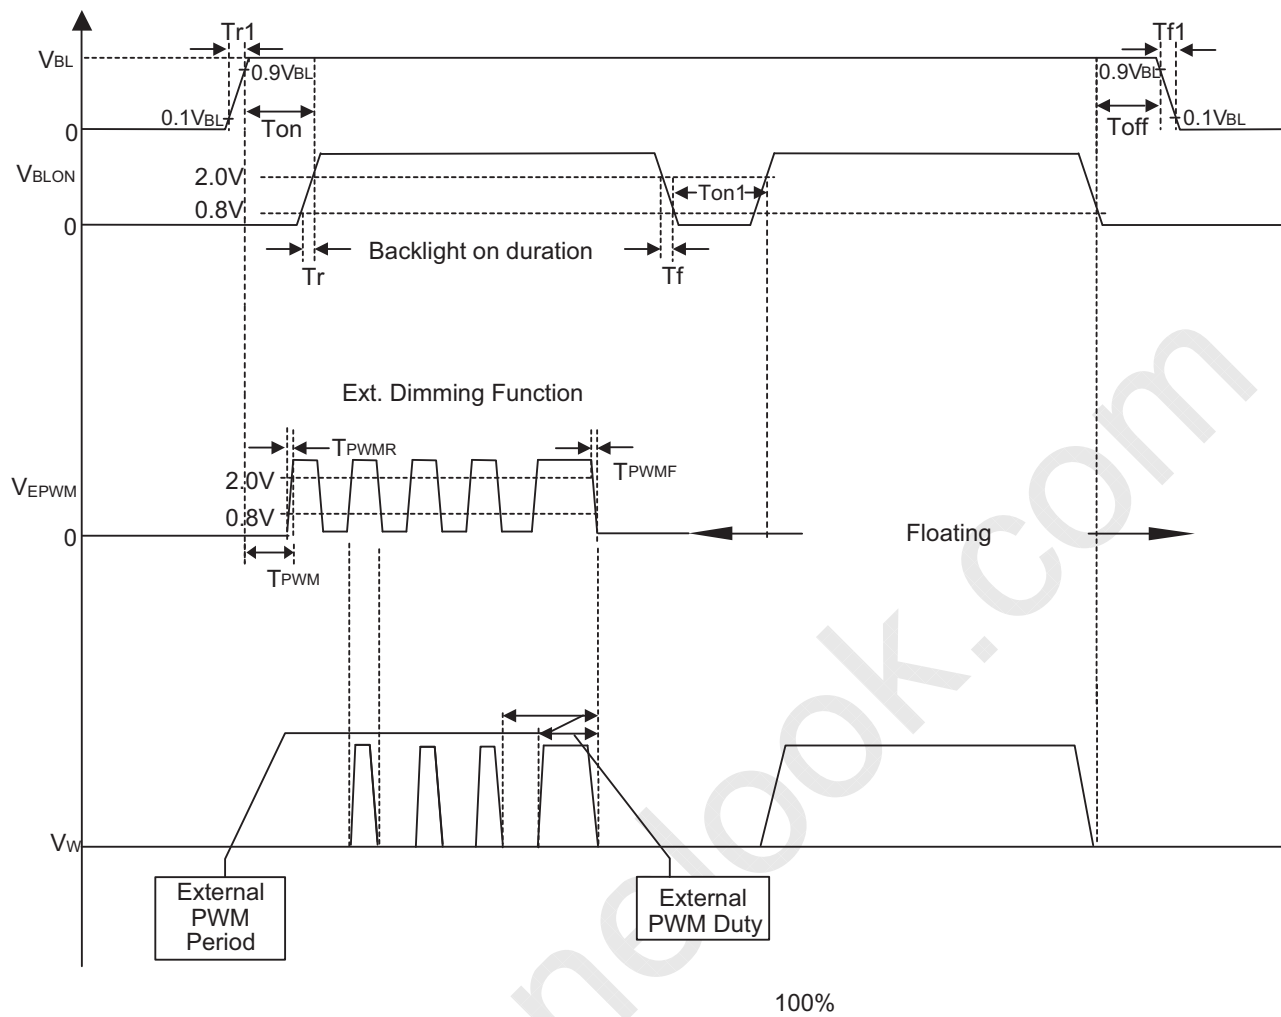 Tr1
Tf1
VBL
0.9VBL
0.9VBL
0.1VBL
Ton
Toff
0.1VBL
0
VBLON
2.0V
Ton1
0.8V
0
Backlight on duration
Tr
Tf
Ext. Dimming Function
TPWMR
TPWMF
2.0V
VEPWM
0.8V
0
Floating
TPWM
VW
External
PWM
Period
External
PWM Duty
100%
nelook.com